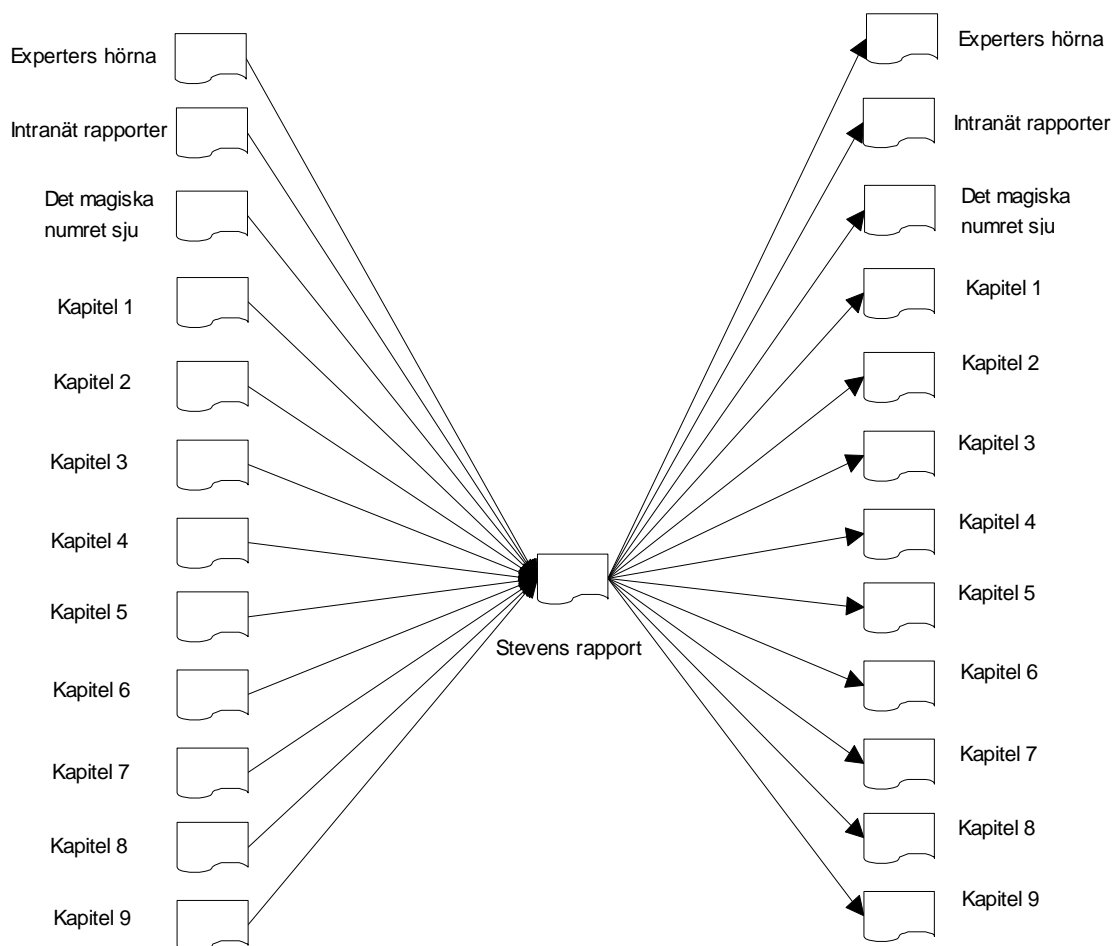 Experters hörna
Intranät rapporter
Det magiska
numret sju
Kapitel 1
Kapitel 2
Kapitel 3
Kapitel 4
Kapitel 5
Kapitel 6
Kapitel 7
Kapitel 8
Kapitel 9
Stevens rapport
Experters hörna
Intranät rapporter
Det magiska
numret sju
Kapitel 1
Kapitel 2
Kapitel 3
Kapitel 4
Kapitel 5
Kapitel 6
Kapitel 7
Kapitel 8
Kapitel 9